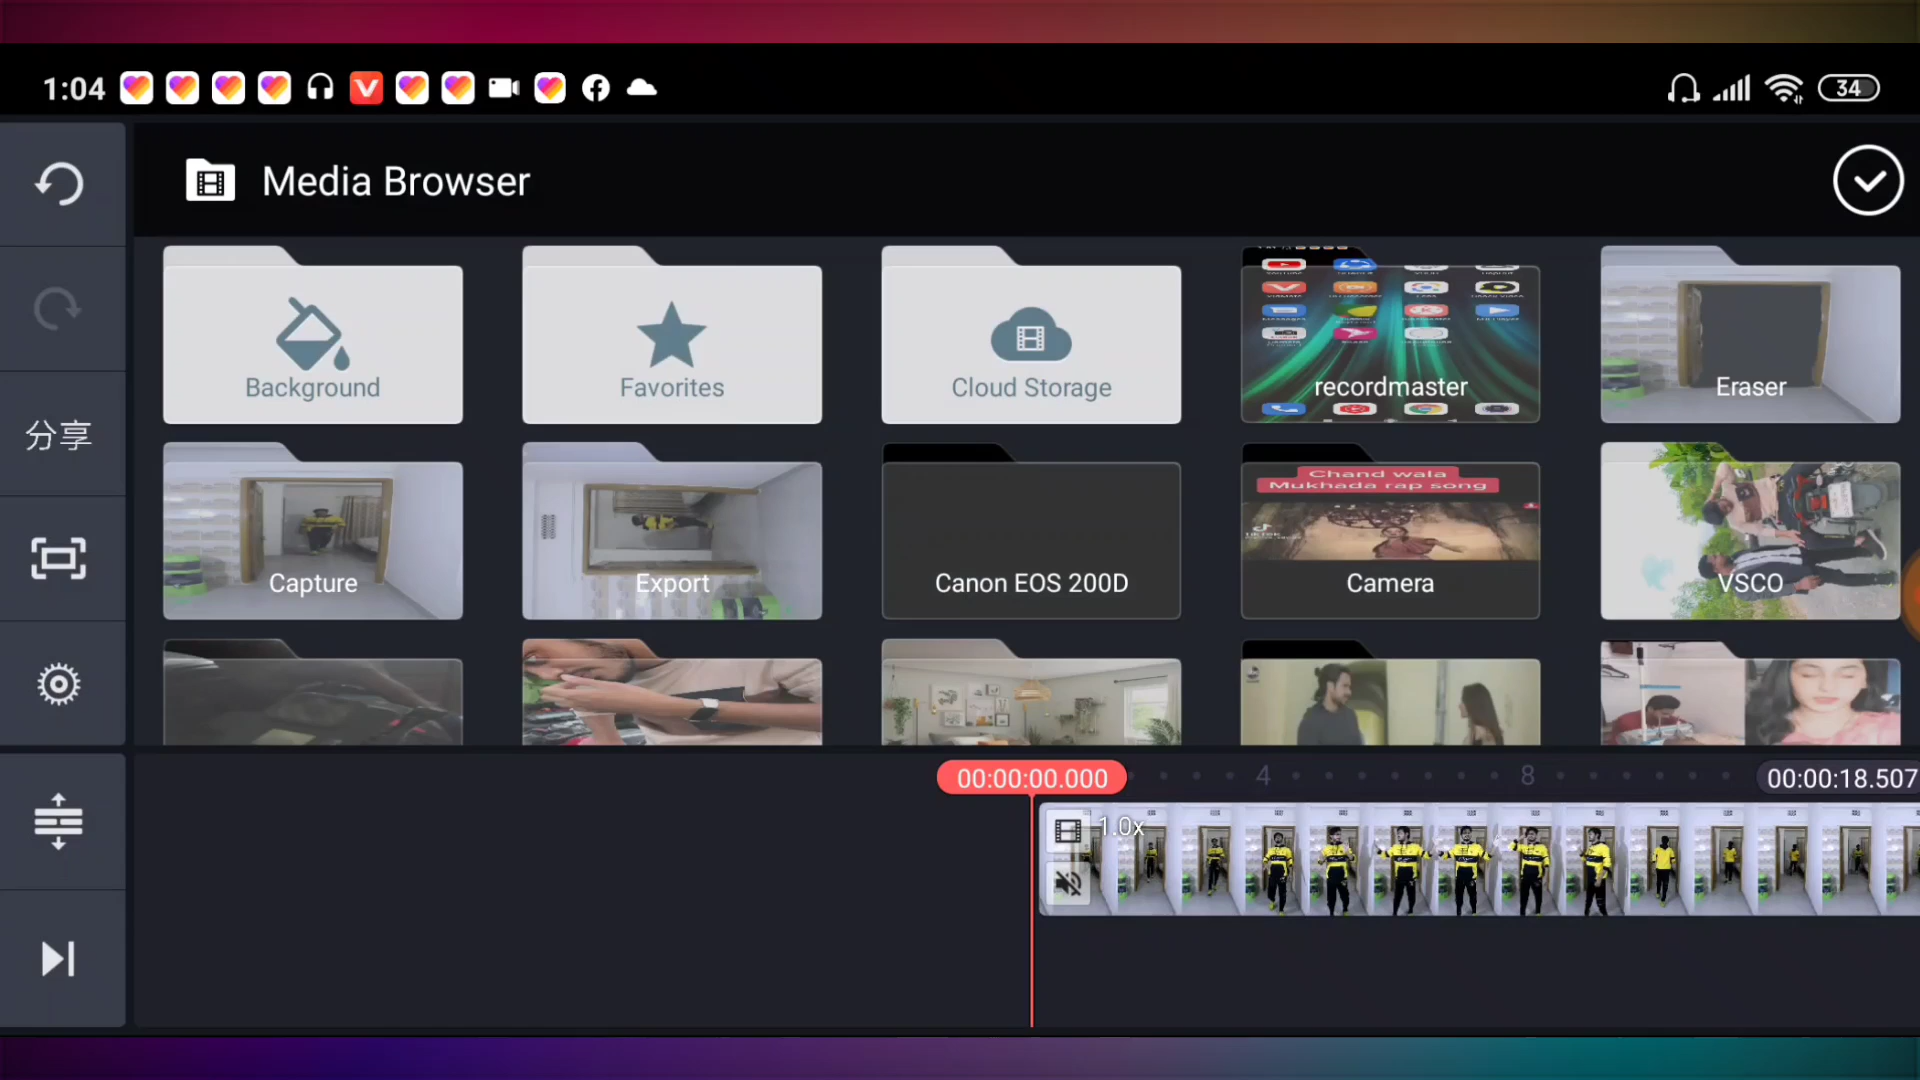 1:04
34
Media Browser
Background
Favorites
Cloud Storage
recordmaster
Eraser
分享
Chand wala
Mukhada rap song
Capture
Export
Canon EOS 200D
Camera
VSCO
00:00:00.000
4
8
00:00:18.507
1.0x